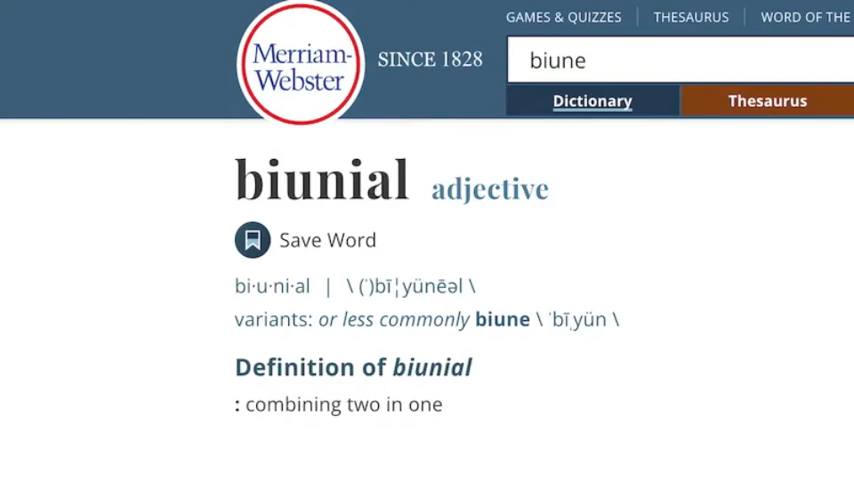 GAMES & QUIZZES THESAURUS WORD OF THE
Merriam-
Webster
SINCE 1828
biune
Dictionary Thesaurus
biunial adjective
Save Word
bi·u·ni·al | \ (ˈ)bī¦yünēəl \
variants: or less commonly biune \ ˈbīˌyün \
Definition of biunial
: combining two in one